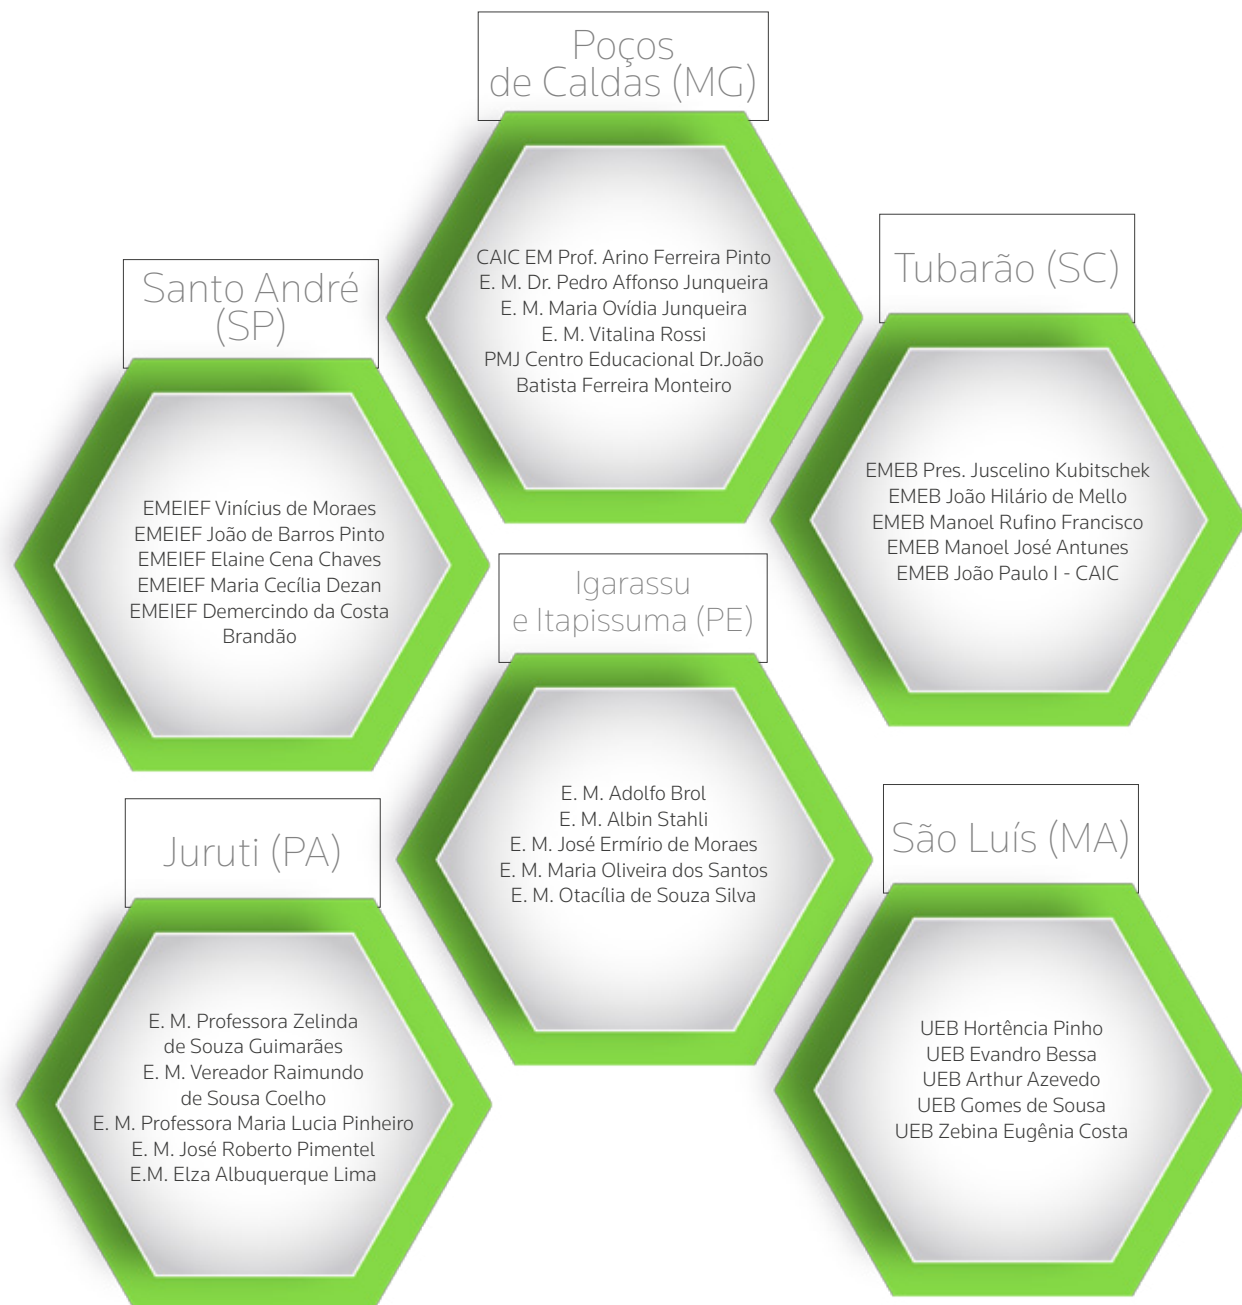 Poços
de Caldas (MG)
CAIC EM Prof. Arino Ferreira Pinto
E. M. Dr. Pedro Affonso Junqueira
E. M. Maria Ovídia Junqueira
E. M. Vitalina Rossi
PMJ Centro Educacional Dr.João
Batista Ferreira Monteiro
Tubarão (SC)
EMEB Pres. Juscelino Kubitschek
EMEB João Hilário de Mello
EMEB Manoel Rufino Francisco
EMEB Manoel José Antunes
EMEB João Paulo I - CAIC
Santo André
(SP)
EMEIEF Vinícius de Moraes
EMEIEF João de Barros Pinto
EMEIEF Elaine Cena Chaves
EMEIEF Maria Cecília Dezan
EMEIEF Demercindo da Costa
Brandão
Igarassu
e Itapissuma (PE)
E. M. Adolfo Brol
E. M. Albin Stahli
E. M. José Ermírio de Moraes
E. M. Maria Oliveira dos Santos
E. M. Otacília de Souza Silva
Juruti (PA)
E. M. Professora Zelinda
de Souza Guimarães
E. M. Vereador Raimundo
de Sousa Coelho
E. M. Professora Maria Lucia Pinheiro
E. M. José Roberto Pimentel
E.M. Elza Albuquerque Lima
São Luís (MA)
UEB Hortência Pinho
UEB Evandro Bessa
UEB Arthur Azevedo
UEB Gomes de Sousa
UEB Zebina Eugênia Costa